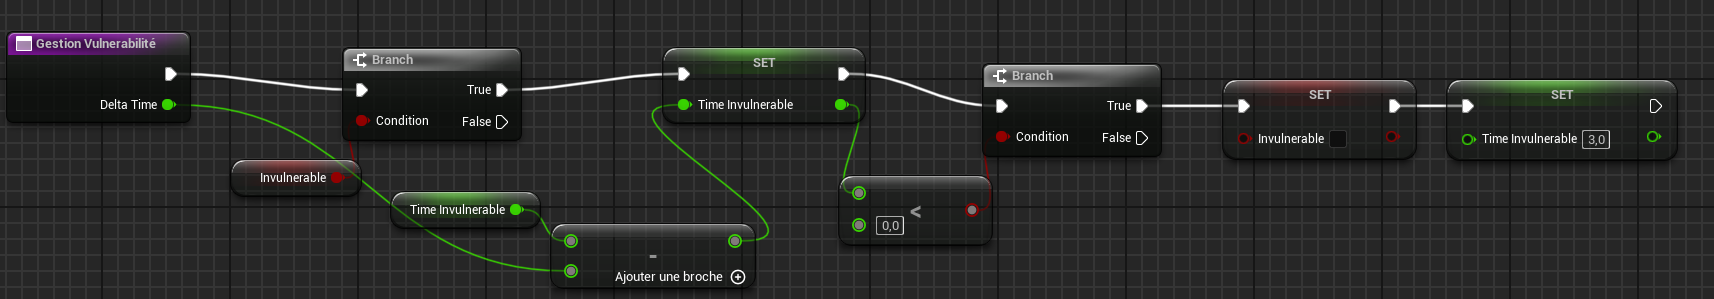 Gestion Vulnerabilité
Delta Time
Branch
True
Condition
False
Invulnerable
Time Invulnerable
-
Ajouter une broche
SET
Time Invulnerable
<
0,0
Branch
True
Condition
False
SET
Invulnerable
SET
Time Invulnerable 3,0